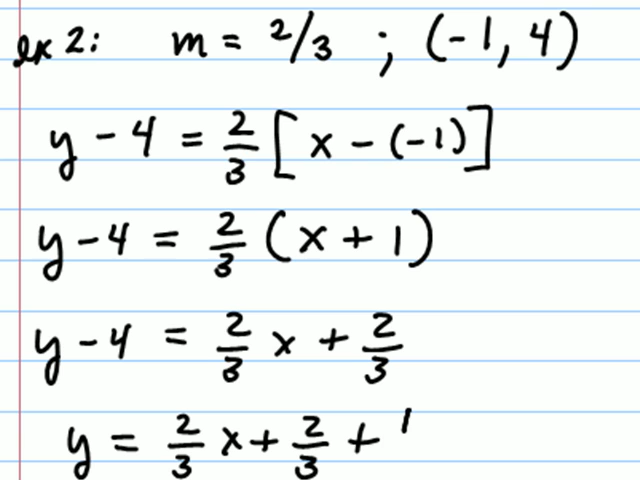 ex 2: m = 2/3 ; (-1, 4)
y - 4 = 2/3 [x - (-1)]
y - 4 = 2/3 (x + 1)
y - 4 = 2/3 x + 2/3
y = 2/3 x + 2/3 +